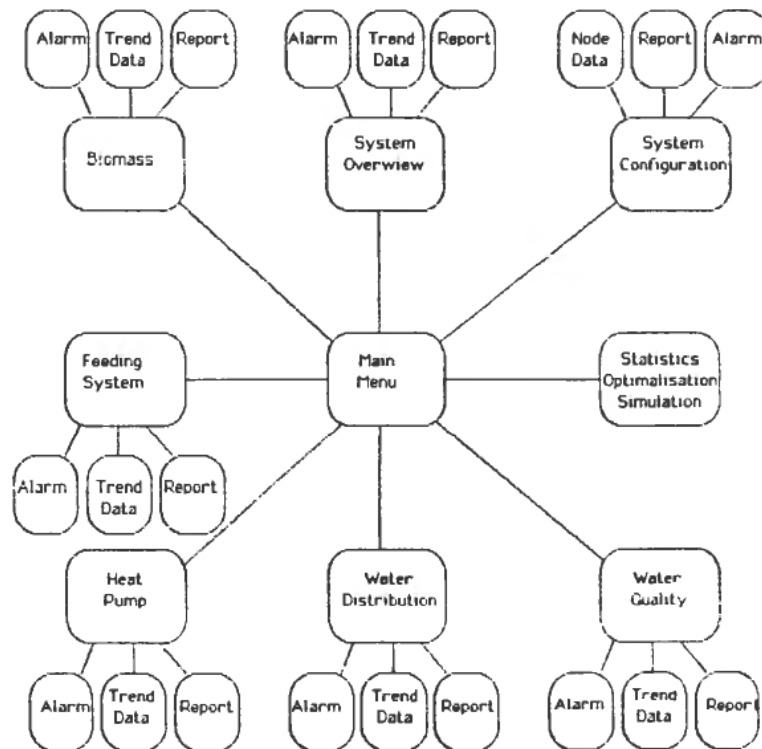 Alarm
Trend
Data
Report
Alarm
Trend
Data
Report
Node
Data
Report
Alarm
Biomass
System
Overwiew
System
Configuration
Feeding
System
Main
Menu
Statistics
Optimalisation
Simulation
Alarm
Trend
Data
Report
Heat
Pump
Water
Distribution
Water
Quality
Alarm
Trend
Data
Report
Alarm
Trend
Data
Report
Alarm
Trend
Data
Report